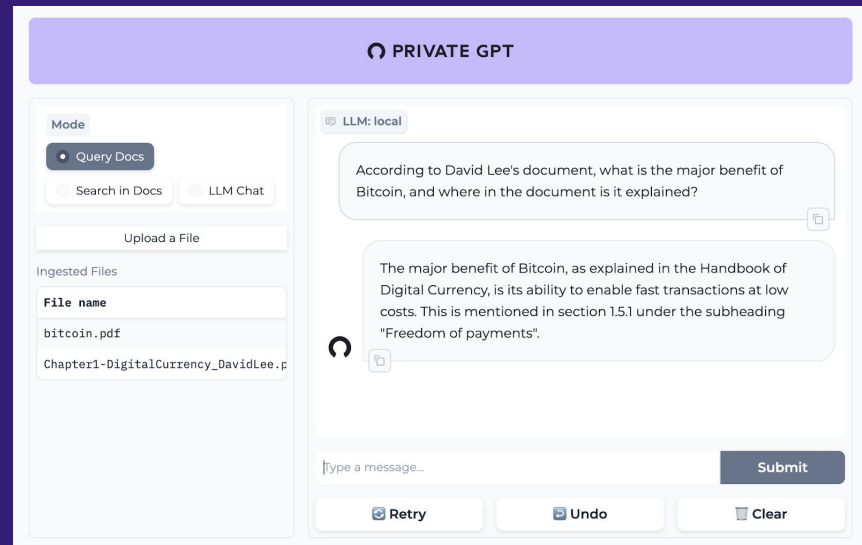 PRIVATE GPT
Mode
Query Docs
Search in Docs
LLM Chat
Upload a File
Ingested Files
File name
bitcoin.pdf
Chapter1-DigitalCurrency_DavidLee.p
LLM: local
According to David Lee's document, what is the major benefit of
Bitcoin, and where in the document is it explained?
The major benefit of Bitcoin, as explained in the Handbook of
Digital Currency, is its ability to enable fast transactions at low
costs. This is mentioned in section 1.5.1 under the subheading
"Freedom of payments".
Type a message...
Submit
Retry
Undo
Clear